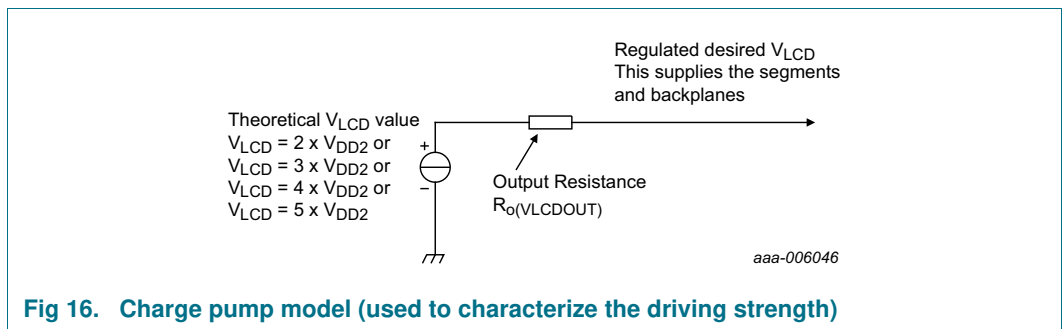 Regulated desired VLCD
This supplies the segments
and backplanes
Theoretical VLCD value
VLCD = 2 x VDD2 or
VLCD = 3 x VDD2 or
VLCD = 4 x VDD2 or
VLCD = 5 x VDD2
+
−
Output Resistance
Ro(VLCDOUT)
aaa-006046
Fig 16. Charge pump model (used to characterize the driving strength)